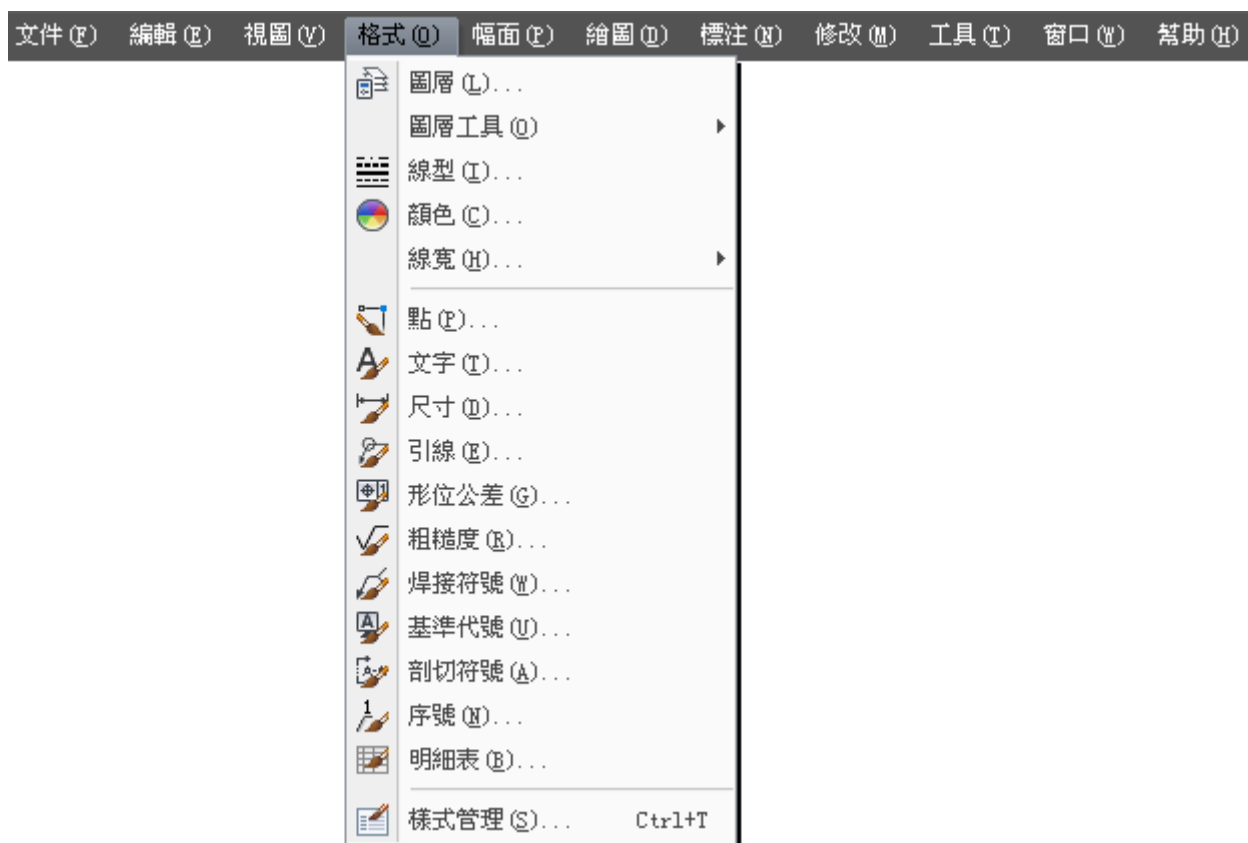 文件(F) 編輯(E) 視圖(V) 格式(O) 幅面(P) 繪圖(D) 標注(N) 修改(M) 工具(T) 窗口(W) 幫助(H)
圖層(L)...
圖層工具(O)
線型(I)...
顏色(C)...
線寬(H)...
點(P)...
文字(T)...
尺寸(D)...
引線(E)...
形位公差(G)...
粗糙度(R)...
焊接符號(W)...
基準代號(U)...
剖切符號(A)...
序號(N)...
明細表(B)...
樣式管理(S)... Ctrl+T